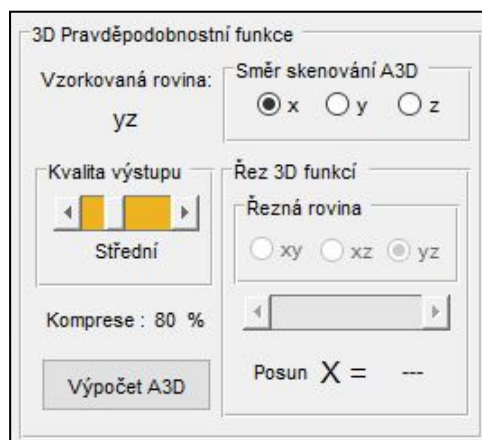 3D Pravděpodobnostní funkce
Vzorkovaná rovina:
yz
Směr skenování A3D
x y z
Kvalita výstupu
Střední
Komprese : 80 %
Výpočet A3D
Řez 3D funkcí
Řezná rovina
xy xz yz
Posun X = ---